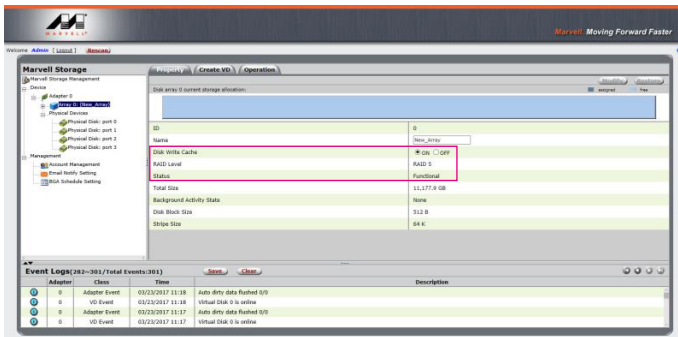 MARVELL
Marvell. Moving Forward Faster
Welcome Admin [ Logout ] Rescan
Marvell Storage
Property Create VD Operation
Marvell Storage Management
Modify Restore
Device
Disk array 0 current storage allocation:
assigned free
Adapter 0
Array 0: [New_Array]
Physical Devices
Physical Disk: port 0
Physical Disk: port 1
Physical Disk: port 2
Physical Disk: port 3
Management
Account Management
Email Notify Setting
BGA Schedule Setting
ID 0
Name New_Array
Disk Write Cache ON OFF
RAID Level RAID 5
Status Functional
Total Size 11,177.9 GB
Background Activity State None
Disk Block Size 512 B
Stripe Size 64 K
Event Logs(282~301/Total Events:301) Save Clear
Adapter Class Time Description
0 Adapter Event 03/23/2017 11:18 Auto dirty data flushed 0/0
0 VD Event 03/23/2017 11:18 Virtual Disk 0 is online
0 Adapter Event 03/23/2017 11:17 Auto dirty data flushed 0/0
0 VD Event 03/23/2017 11:17 Virtual Disk 0 is online